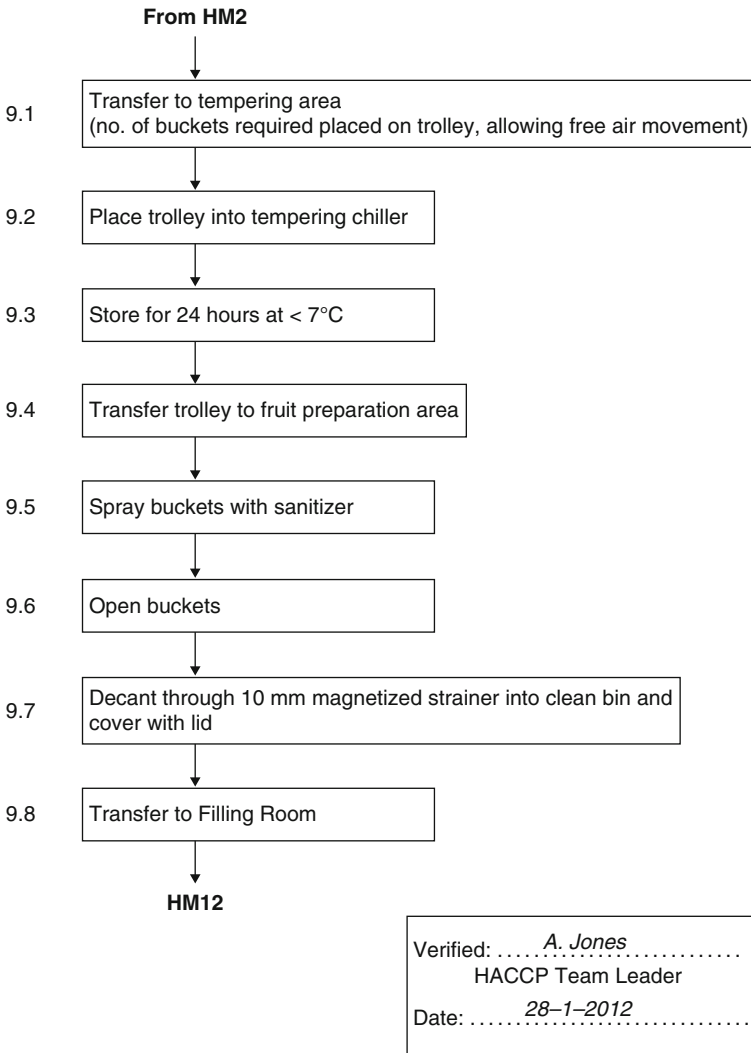 From HM2
9.1
Transfer to tempering area
(no. of buckets required placed on trolley, allowing free air movement)
9.2
Place trolley into tempering chiller
9.3
Store for 24 hours at < 7°C
9.4
Transfer trolley to fruit preparation area
9.5
Spray buckets with sanitizer
9.6
Open buckets
9.7
Decant through 10 mm magnetized strainer into clean bin and
cover with lid
9.8
Transfer to Filling Room
HM12
Verified: A. Jones
HACCP Team Leader
Date: 28–1–2012